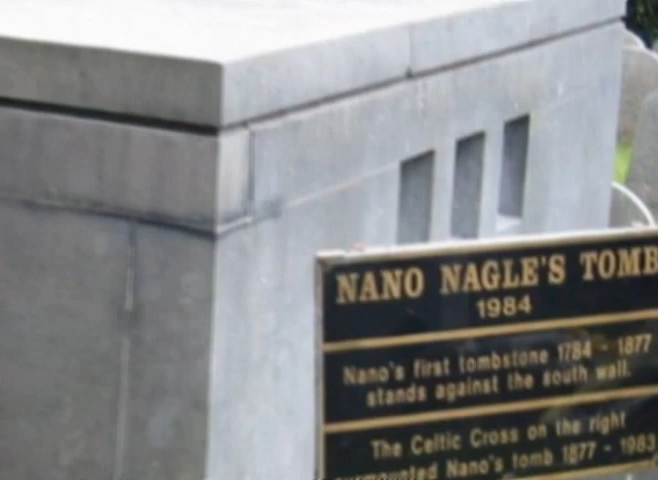 NANO NAGLE'S TOMB
1984
Nano's first tombstone 1784 - 1877
stands against the south wall.
The Celtic Cross on the right
surmounted Nano's tomb 1877 - 1983